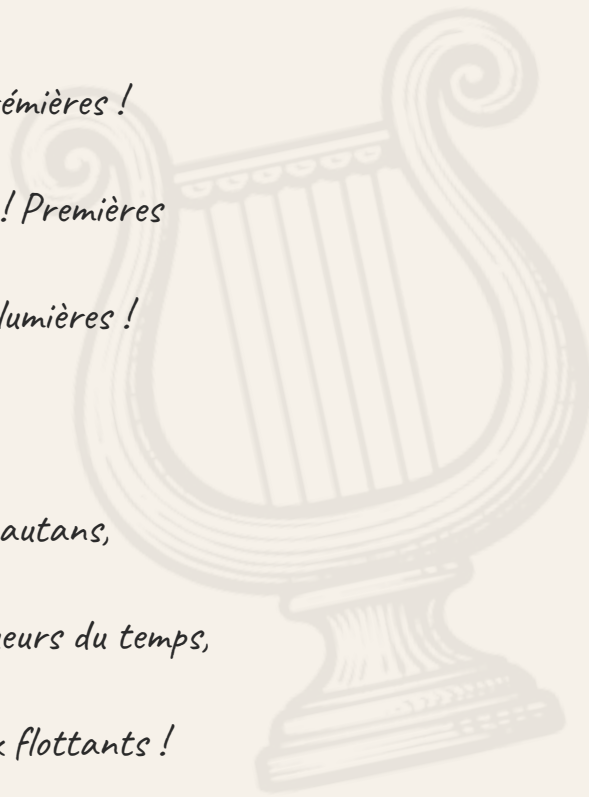 émières !
! Premières
lumières !
autans,
eurs du temps,
flottants !